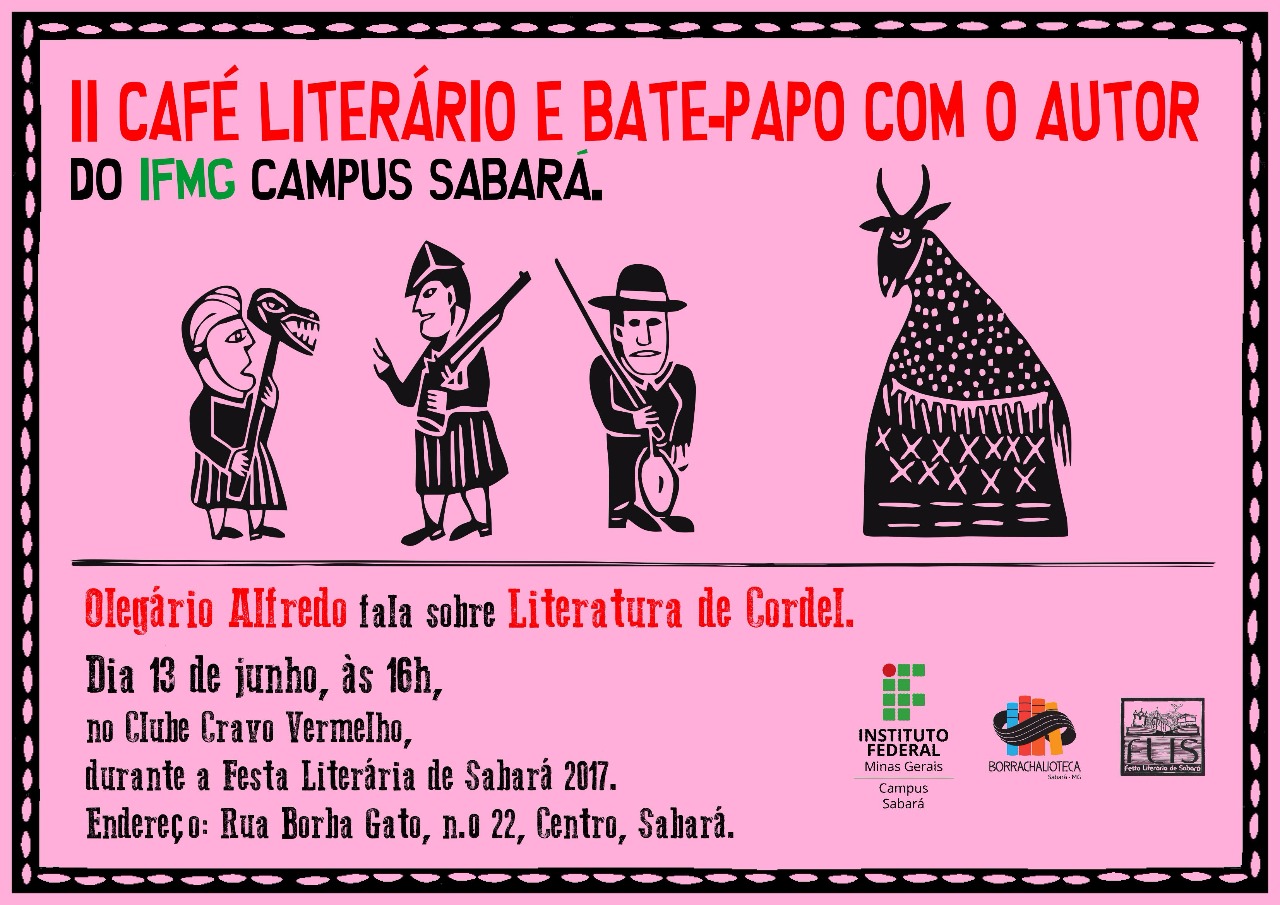 II CAFÉ LITERÁRIO E BATE-PAPO COM O AUTOR
DO IFMG CAMPUS SABARÁ.
Olegário Alfredo fala sobre Literatura de Cordel.
Dia 13 de junho, às 16h,
no Clube Cravo Vermelho,
durante a Festa Literária de Sabará 2017.
Endereço: Rua Borba Gato, n.o 22, Centro, Sabará.
INSTITUTO
FEDERAL
Minas Gerais
Campus
Sabará
BORRACHALIOTECA
Sabará - MG
FLIS
Festa Literária de Sabará